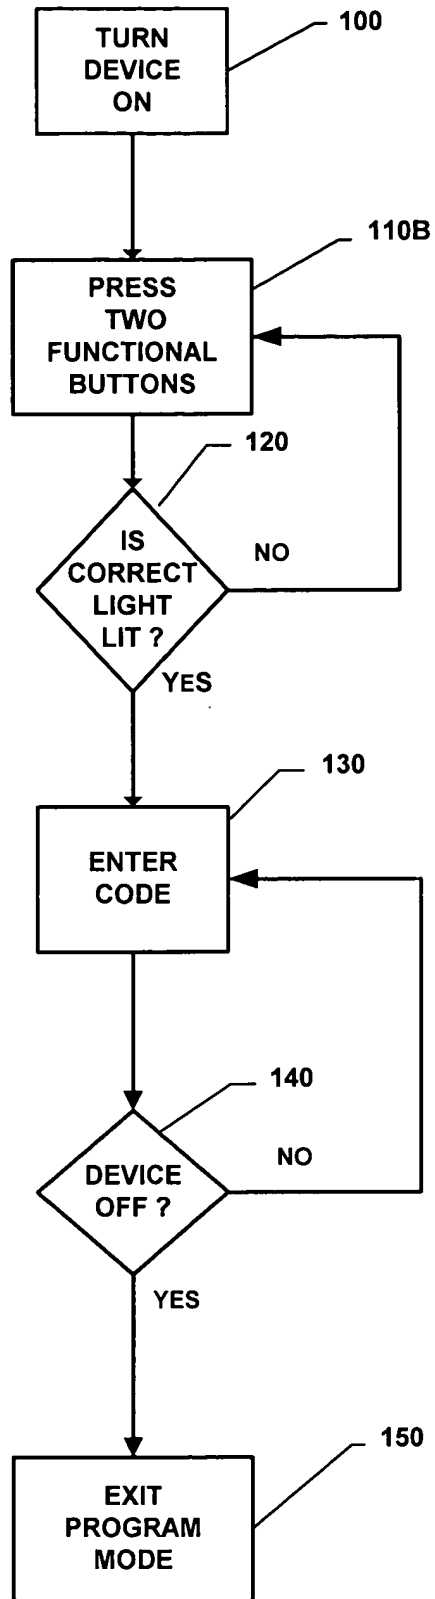 TURN
DEVICE
ON
100
PRESS
TWO
FUNCTIONAL
BUTTONS
110B
IS
CORRECT
LIGHT
LIT ?
120
NO
YES
ENTER
CODE
130
DEVICE
OFF ?
140
NO
YES
EXIT
PROGRAM
MODE
150